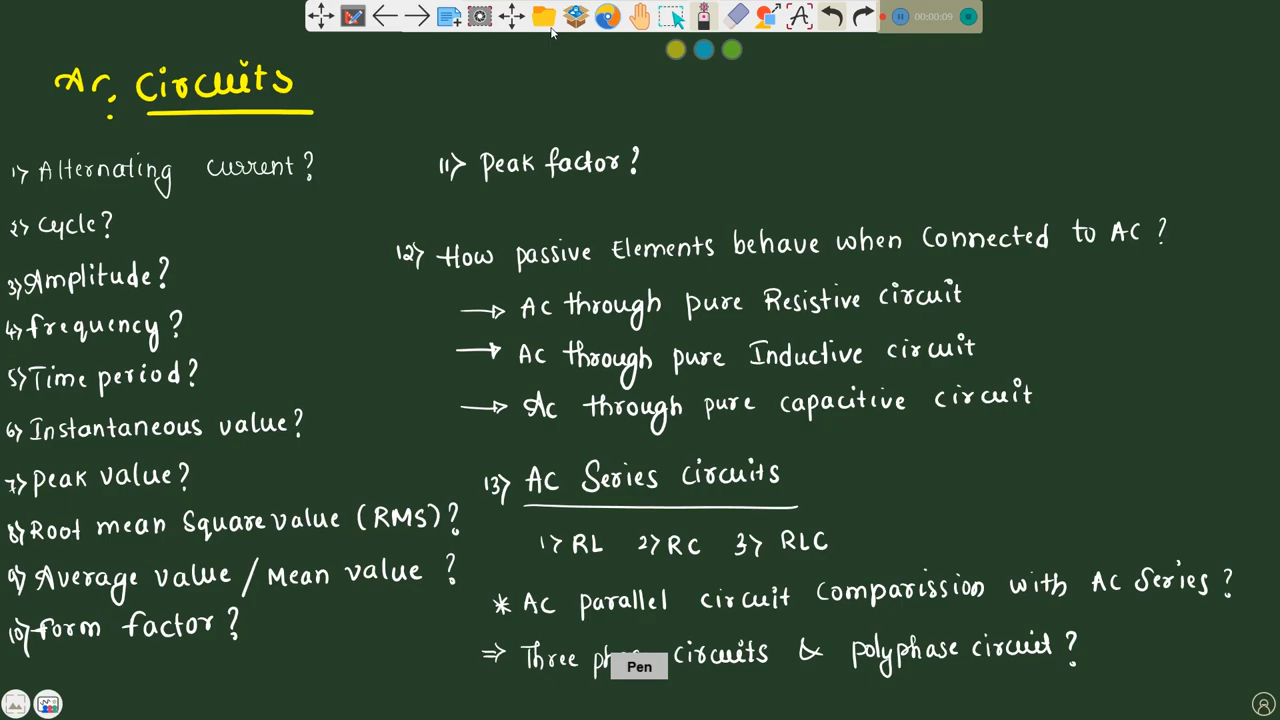 00:00:09
Ac: Circuits
1) Alternating current?
2) Cycle?
3) Amplitude?
4) frequency?
5) Time period?
6) Instantaneous value?
7) Peak value?
8) Root mean Square value (RMS)?
9) Average value / Mean value ?
10) form factor?
11) Peak factor?
12) How passive Elements behave when Connected to AC ?
→ Ac through pure Resistive circuit
→ Ac through pure Inductive circuit
→ Ac through pure capacitive circuit
13) AC Series Circuits
1) RL 2) RC 3) RLC
* AC parallel circuit Comparission with AC Series?
⇒ Three phase circuits & polyphase circuit?
Pen